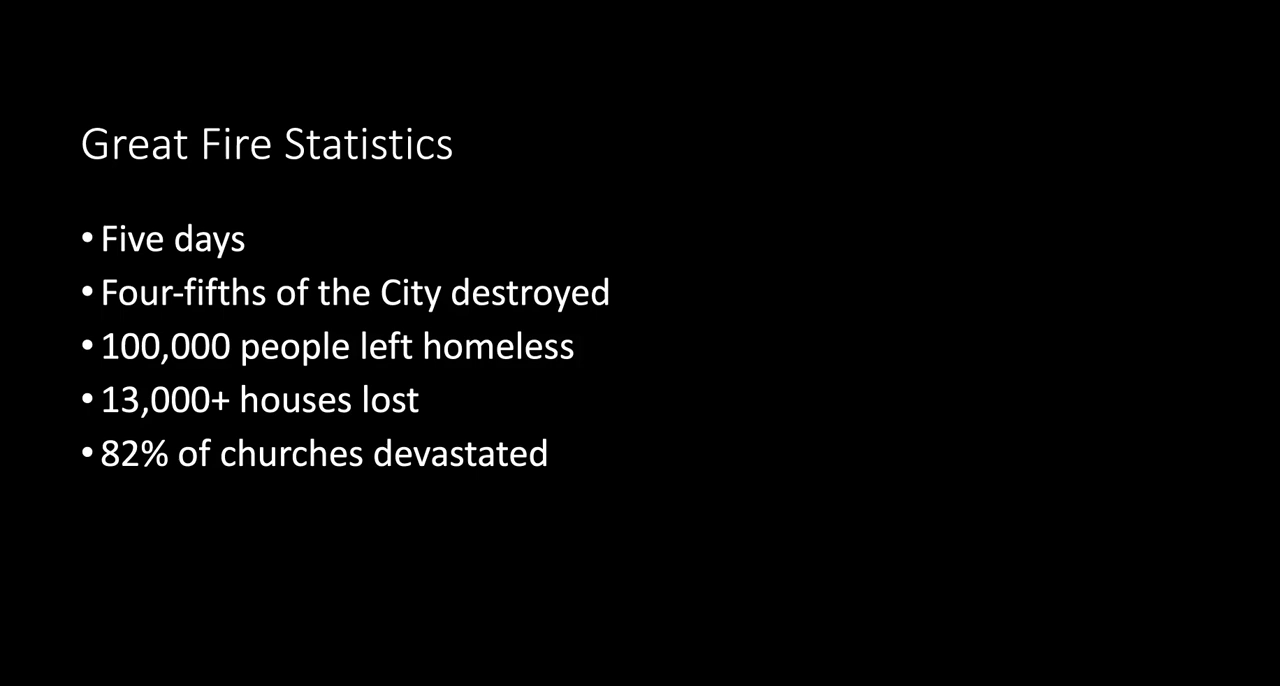 Great Fire Statistics
• Five days
• Four-fifths of the City destroyed
• 100,000 people left homeless
• 13,000+ houses lost
• 82% of churches devastated